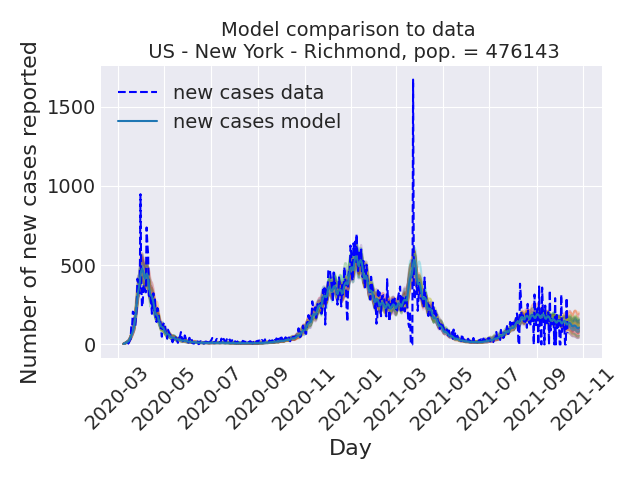 Model comparison to data
US - New York - Richmond, pop. = 476143
Number of new cases reported
1500
1000
500
0
new cases data
new cases model
2020-03
2020-05
2020-07
2020-09
2020-11
2021-01
2021-03
2021-05
2021-07
2021-09
2021-11
Day